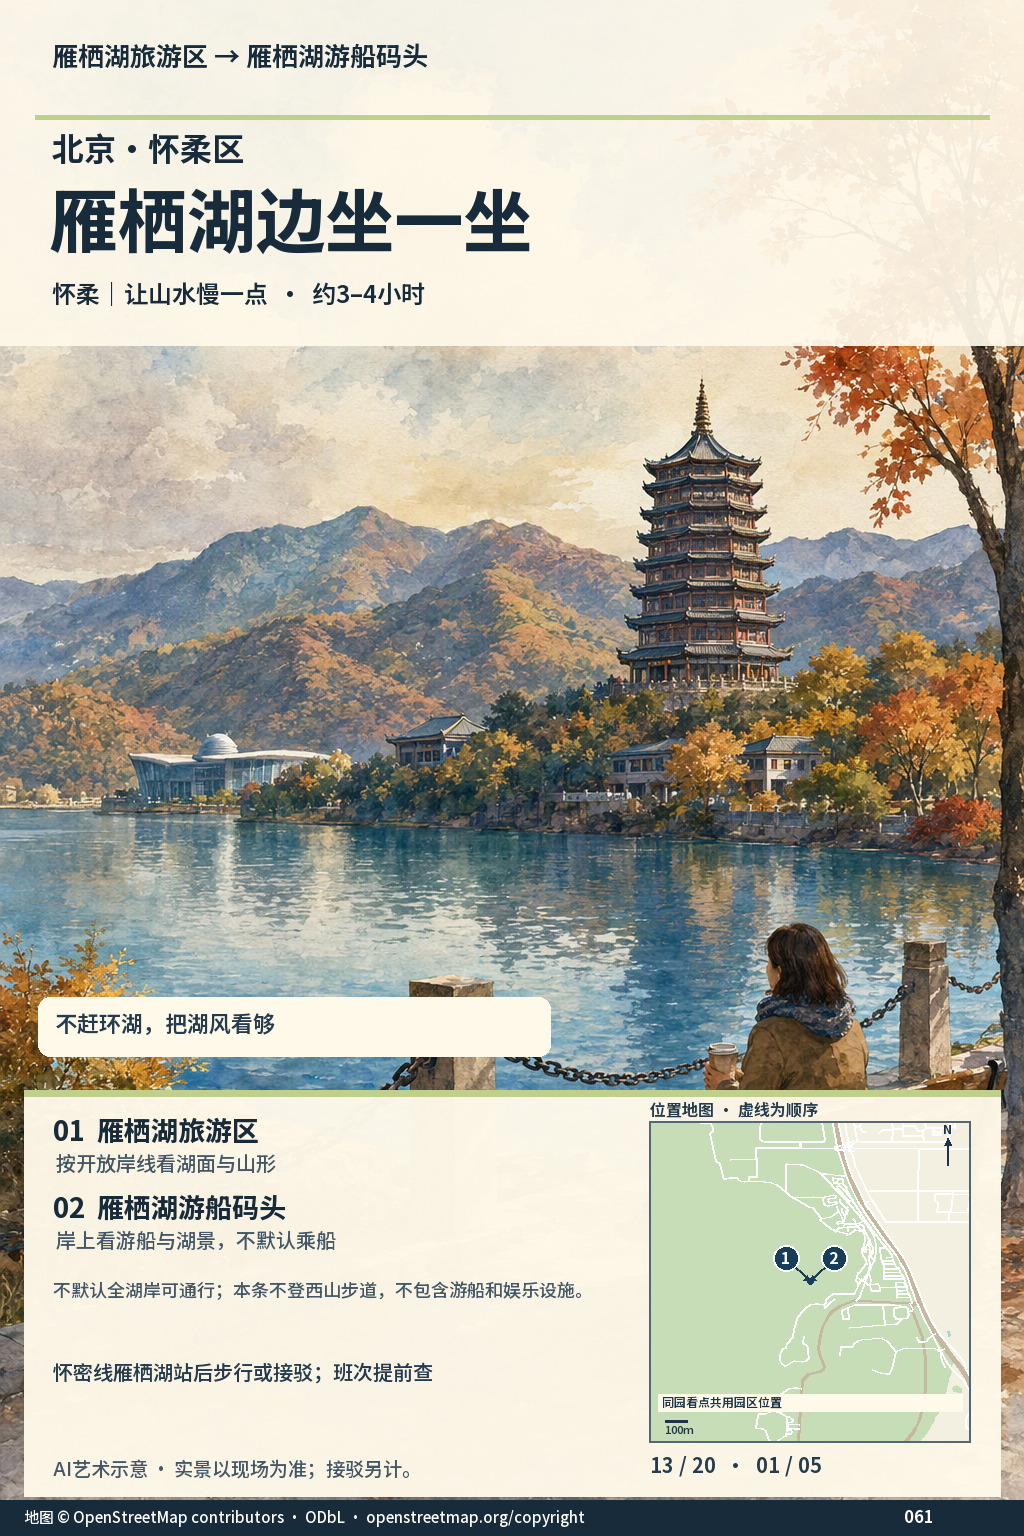 雁栖湖旅游区 → 雁栖湖游船码头
北京·怀柔区
雁栖湖边坐一坐
怀柔｜让山水慢一点 · 约3–4小时
不赶环湖，把湖风看够
01 雁栖湖旅游区
按开放岸线看湖面与山形
02 雁栖湖游船码头
岸上看游船与湖景，不默认乘船
不默认全湖岸可通行；本条不登西山步道，不包含游船和娱乐设施。
怀密线雁栖湖站后步行或接驳；班次提前查
AI艺术示意 · 实景以现场为准；接驳另计。
位置地图 · 虚线为顺序
N
1 2
同园看点共用园区位置
100m
13 / 20 · 01 / 05
地图 © OpenStreetMap contributors · ODbL · openstreetmap.org/copyright
061